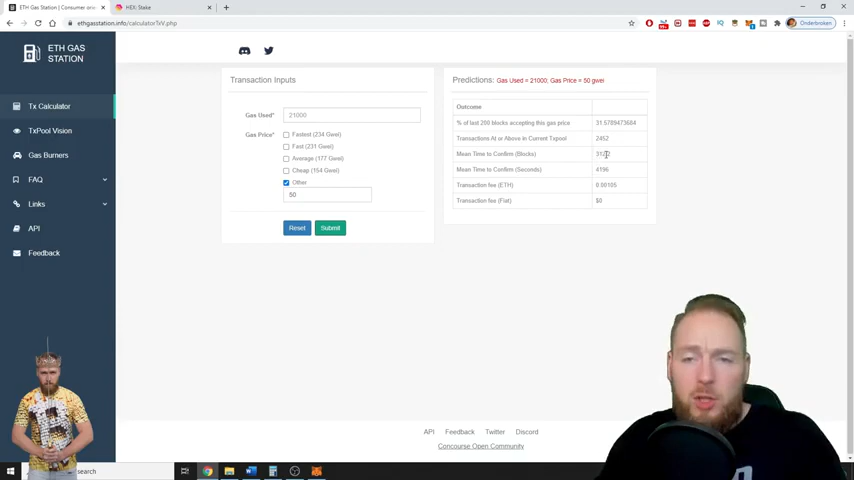 ETH Gas Station | Consumer orien
HEX: Stake
ethgasstation.info/calculatorTxV.php
Onderbroken
ETH GAS
STATION
Tx Calculator
TxPool Vision
Gas Burners
FAQ
Links
API
Feedback
Transaction Inputs
Gas Used*
21000
Gas Price*
Fastest (234 Gwei)
Fast (231 Gwei)
Average (177 Gwei)
Cheap (154 Gwei)
Other
50
Reset
Submit
Predictions: Gas Used = 21000; Gas Price = 50 gwei
Outcome
% of last 200 blocks accepting this gas price
31.5789473684
Transactions At or Above in Current Txpool
2452
Mean Time to Confirm (Blocks)
Mean Time to Confirm (Seconds)
4196
Transaction fee (ETH)
0.00105
Transaction fee (Fiat)
$0
API
Feedback
Twitter
Discord
Concourse Open Community
search